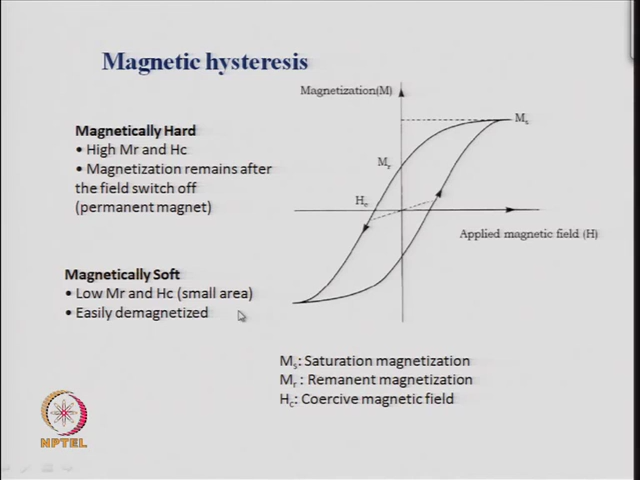 Magnetic hysteresis
Magnetization(M)
Ms
Magnetically Hard
• High Mr and Hc
• Magnetization remains after
the field switch off
(permanent magnet)
Mr
Hc
Applied magnetic field (H)
Magnetically Soft
• Low Mr and Hc (small area)
• Easily demagnetized
Ms: Saturation magnetization
Mr : Remanent magnetization
Hc: Coercive magnetic field
NPTEL